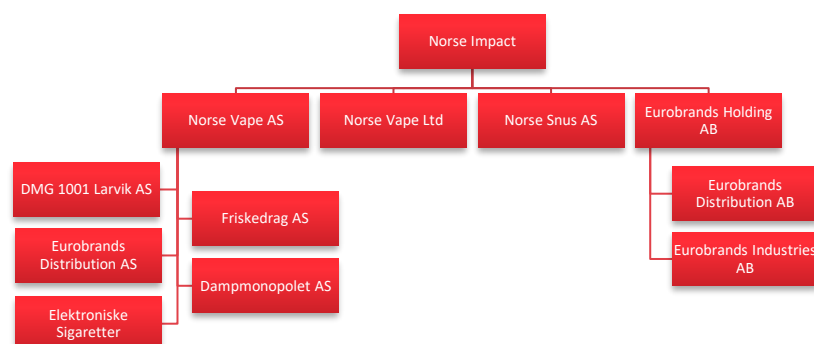 Norse Impact
Norse Vape AS
Norse Vape Ltd
Norse Snus AS
Eurobrands Holding
AB
DMG 1001 Larvik AS
Friskedrag AS
Eurobrands
Distribution AS
Dampmonopolet AS
Elektroniske
Sigaretter
Eurobrands
Distribution AB
Eurobrands Industries
AB